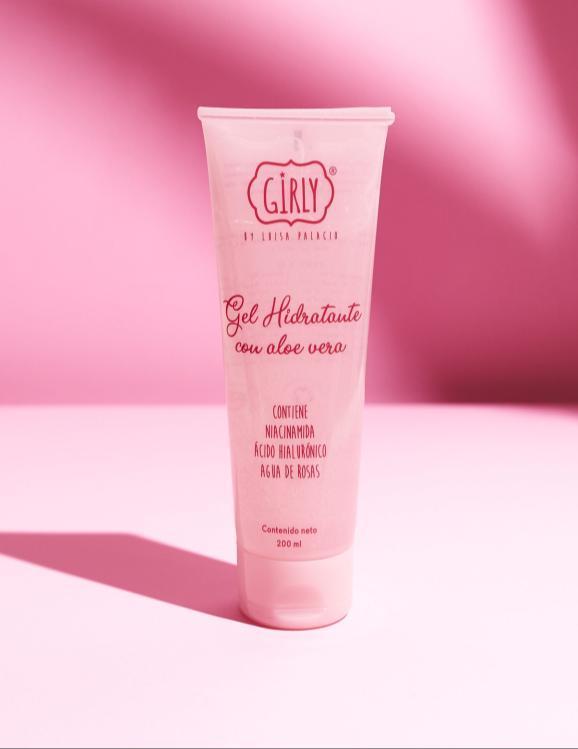 GiRLY®
BY LUISA PALACIO
Gel Hidratante
con aloe vera
CONTIENE
NIACINAMIDA
ÁCIDO HIALURÓNICO
AGUA DE ROSAS
Contenido neto
200 ml